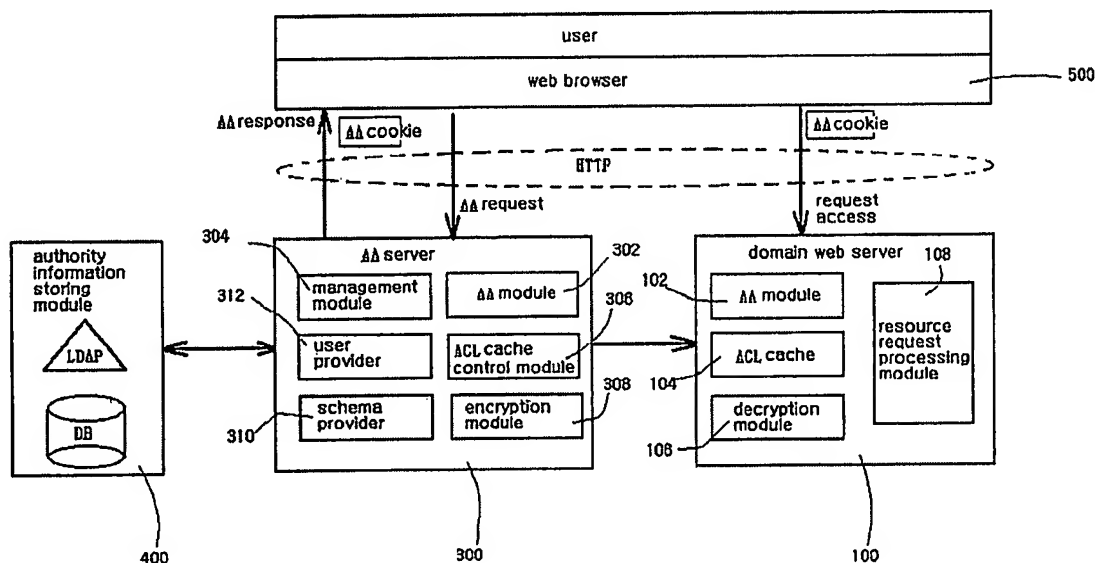 user
web browser
500
AA response
AA cookie
AA cookie
HTTP
AA request
request
access
authority
information
storing
module
LDAP
DB
400
AA server
304
management
module
302
AA module
312
user
provider
306
ACL cache
control module
310
schema
provider
308
encryption
module
300
domain web server
108
102
AA module
104
ACL cache
106
decryption
module
resource
request
processing
module
100